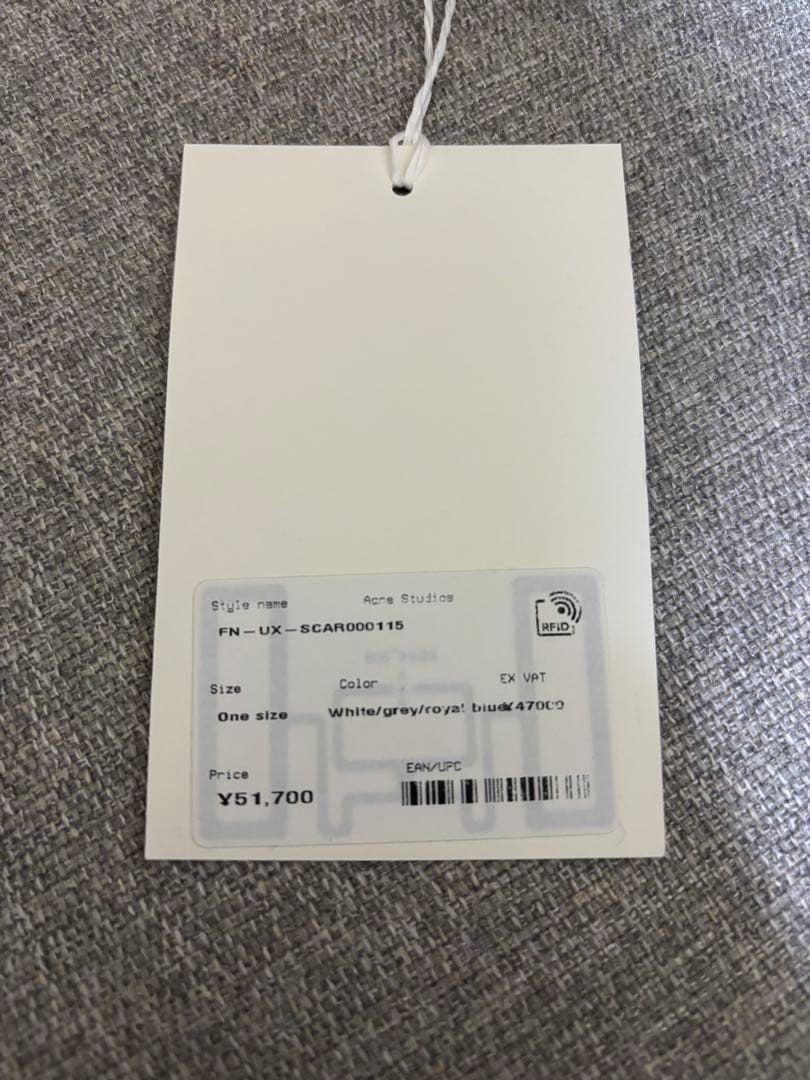 Style name
Acne Studios
FN-UX-SCAR000115
RFID
Size
Color
EX VAT
One size
White/grey/royal blue
¥47000
Price
EAN/UPC
¥51,700